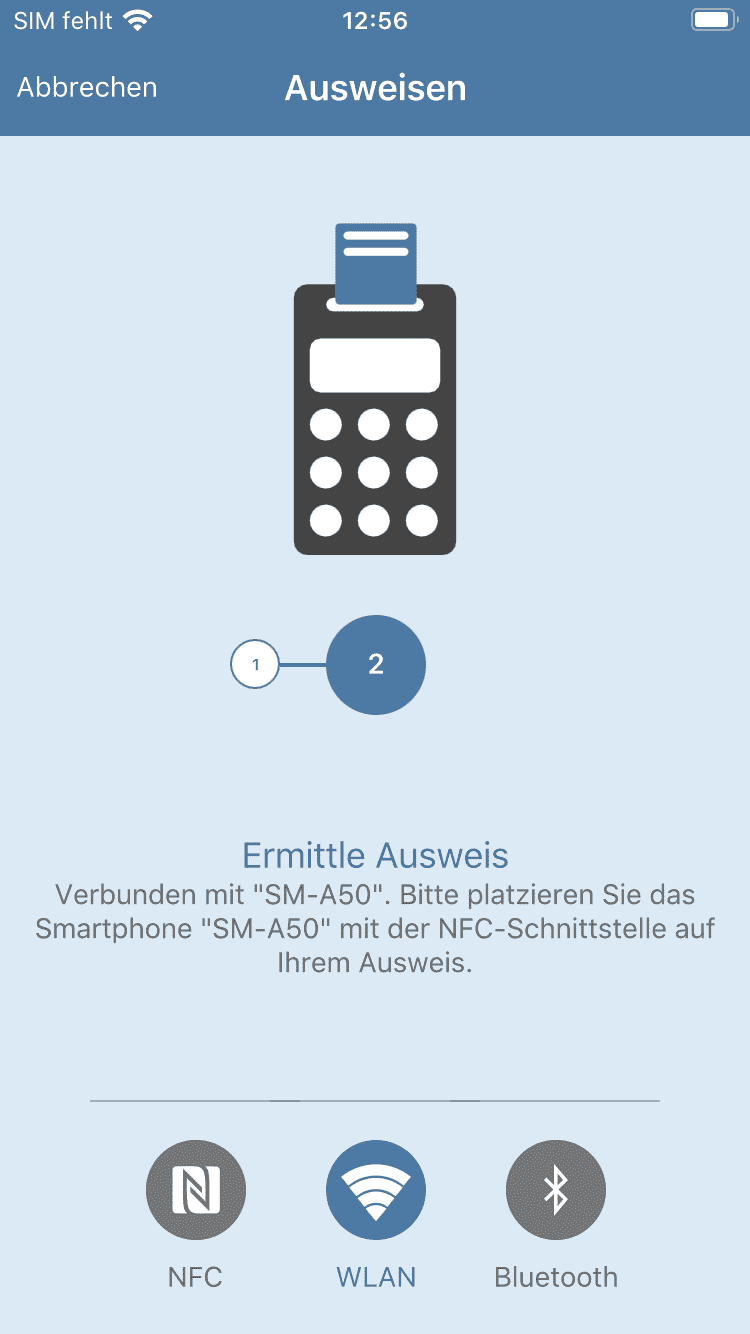 SIM fehlt 12:56
Abbrechen Ausweisen
1 2
Ermittle Ausweis
Verbunden mit "SM-A50". Bitte platzieren Sie das
Smartphone "SM-A50" mit der NFC-Schnittstelle auf
Ihrem Ausweis.
NFC WLAN Bluetooth